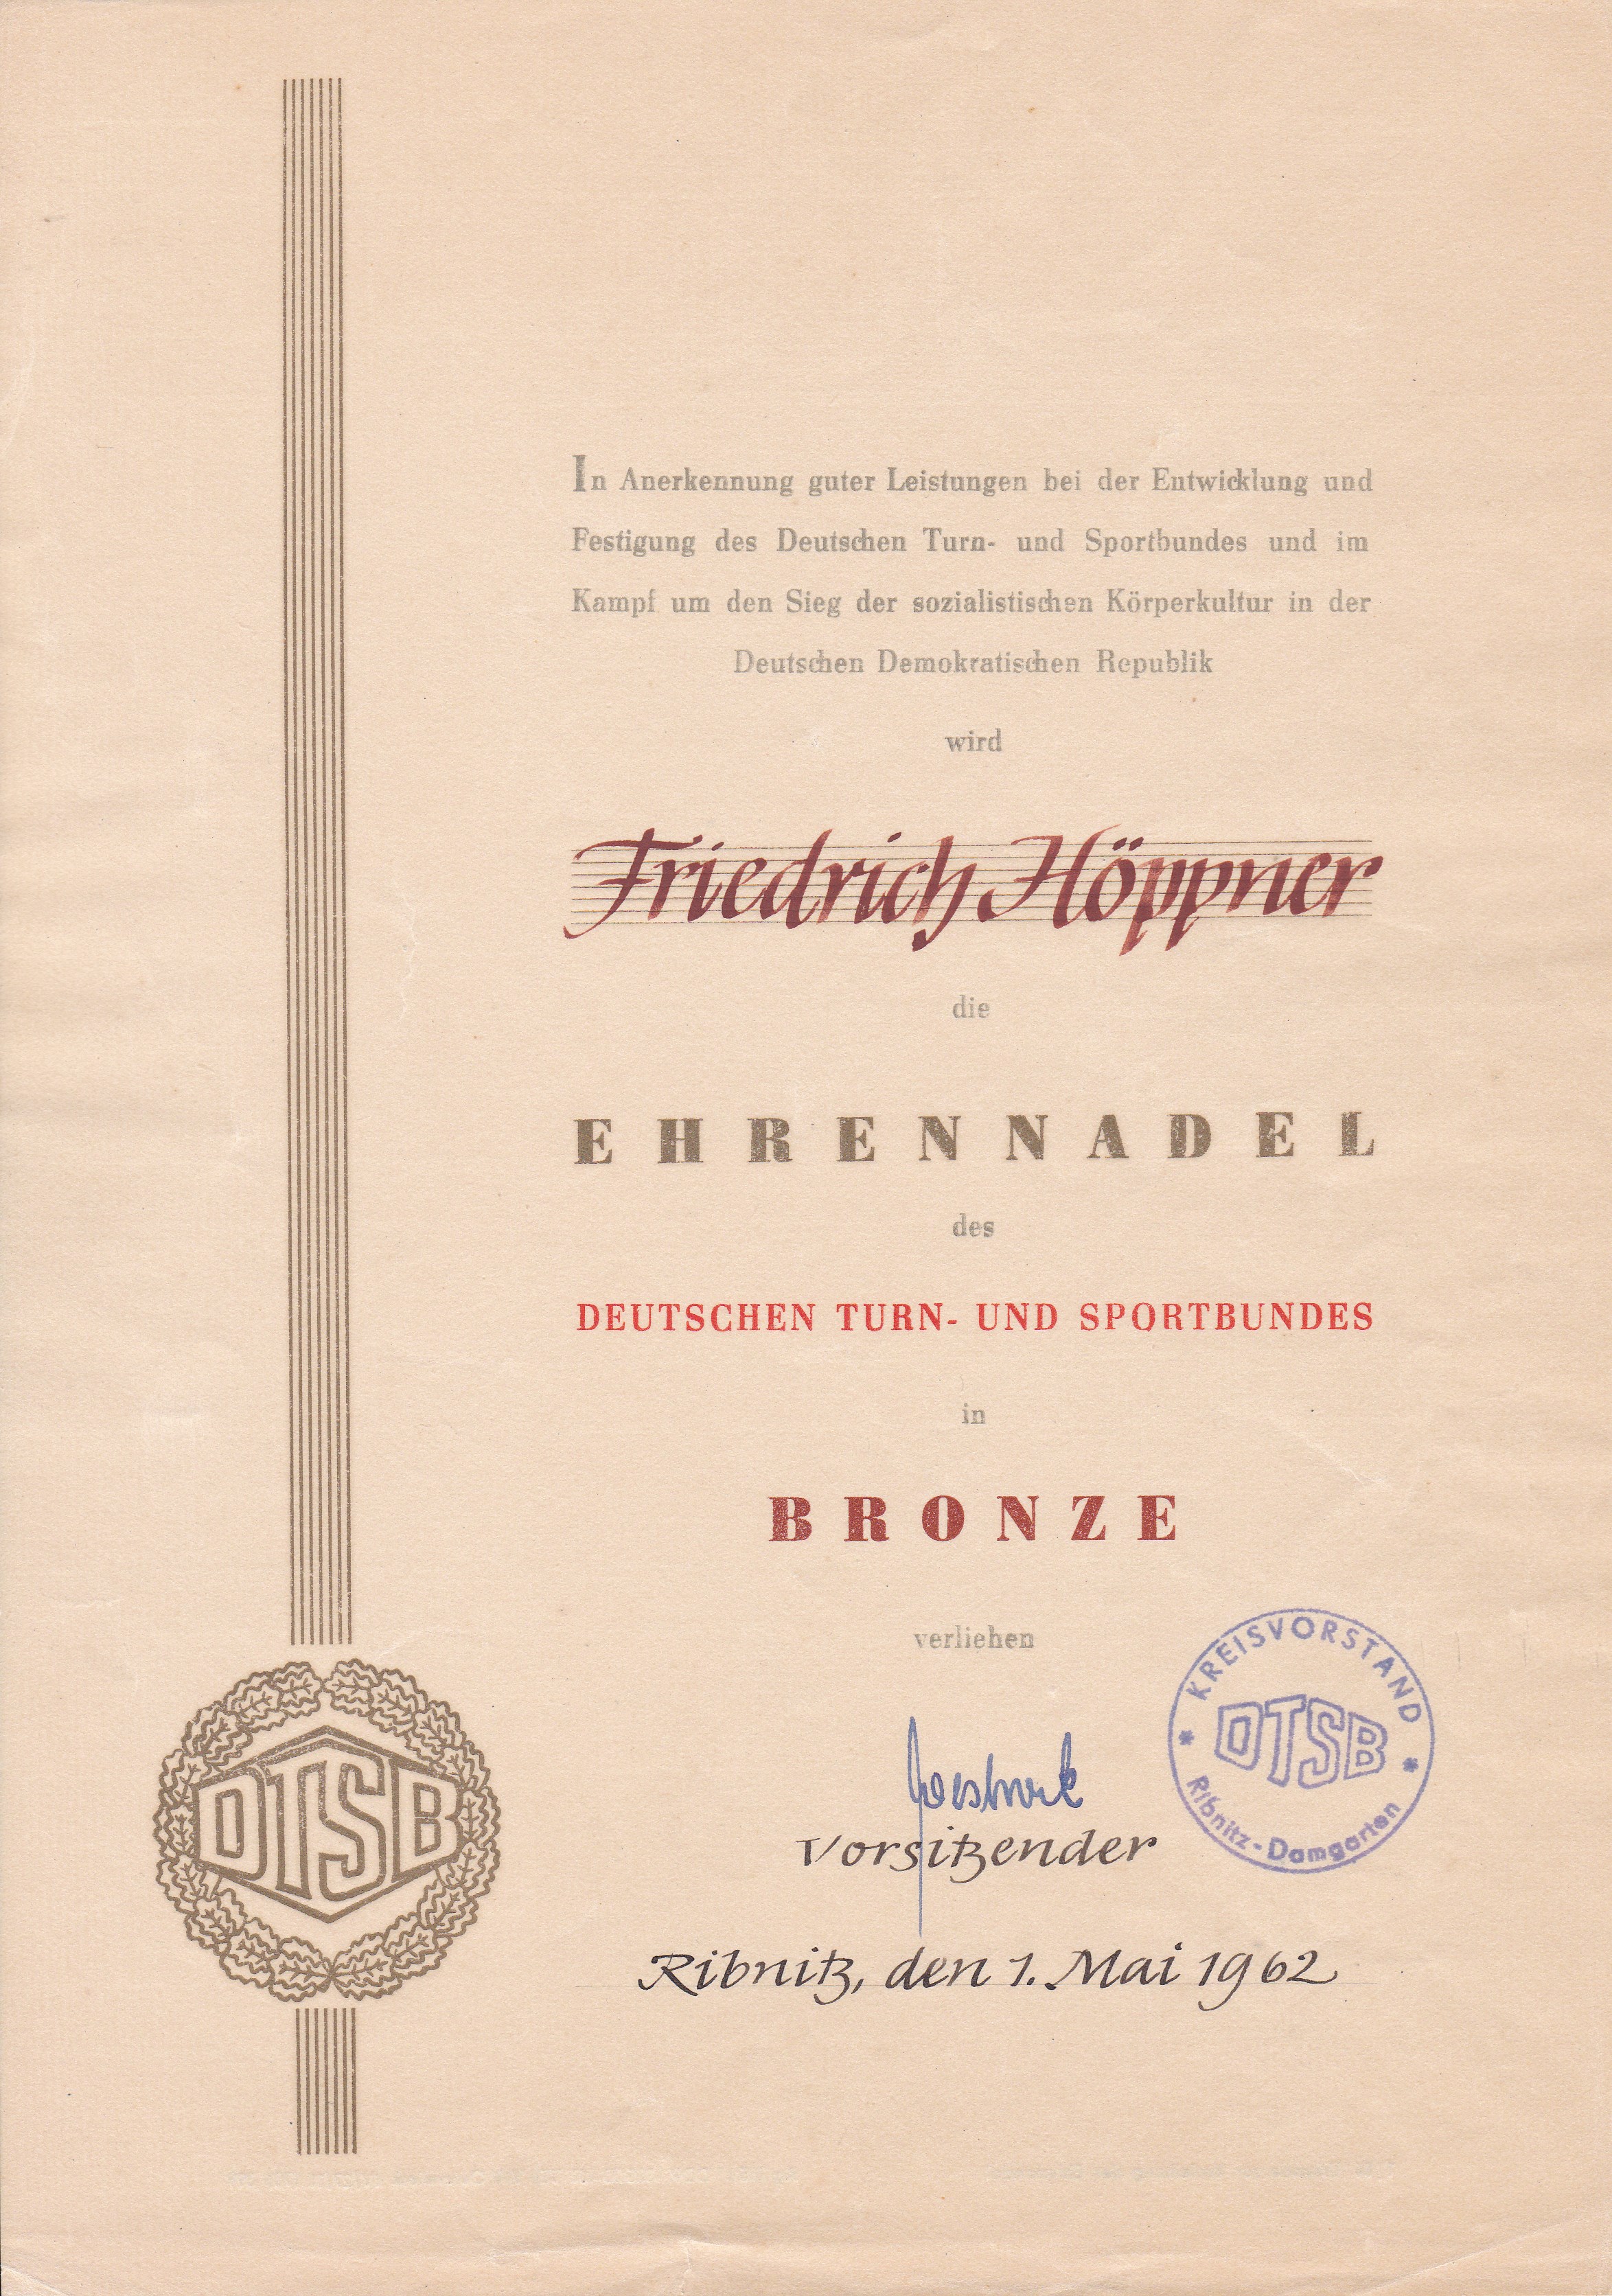 In Anerkennung guter Leistungen bei der Entwicklung und
Festigung des Deutschen Turn- und Sportbundes und im
Kampf um den Sieg der sozialistischen Körperkultur in der
Deutschen Demokratischen Republik
wird
Friedrich Höppner
die
EHRENNADEL
des
DEUTSCHEN TURN- UND SPORTBUNDES
in
BRONZE
verliehen
KREISVORSTAND
DTSB
Ribnitz-Damgarten
Vorsitzender
DTSB
Ribnitz, den 1. Mai 1962